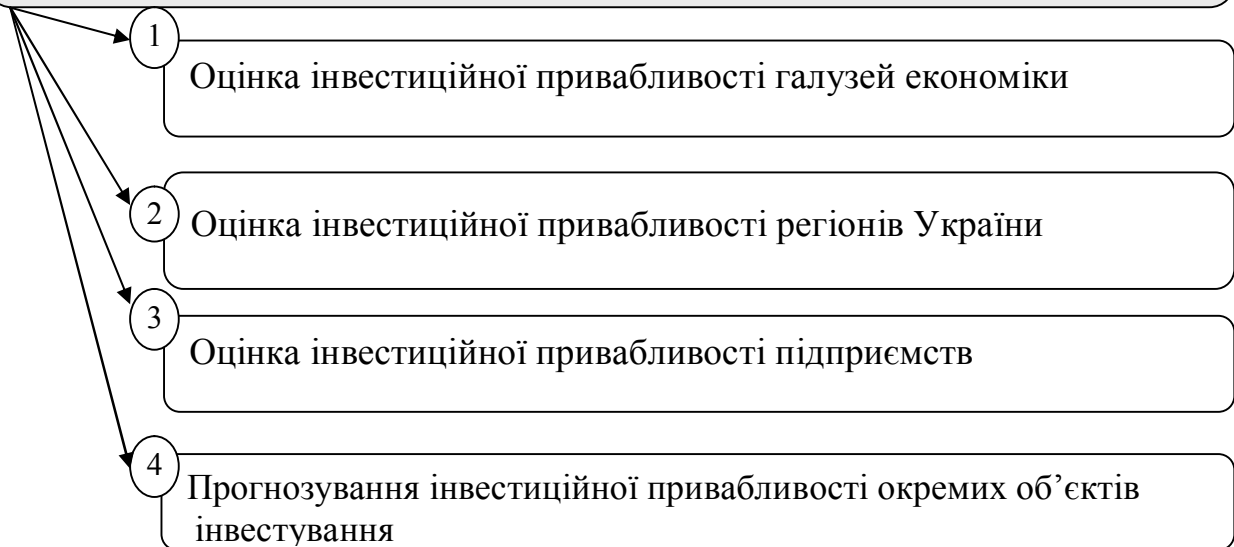 1
Оцінка інвестиційної привабливості галузей економіки
2
Оцінка інвестиційної привабливості регіонів України
3
Оцінка інвестиційної привабливості підприємств
4
Прогнозування інвестиційної привабливості окремих об’єктів
інвестування